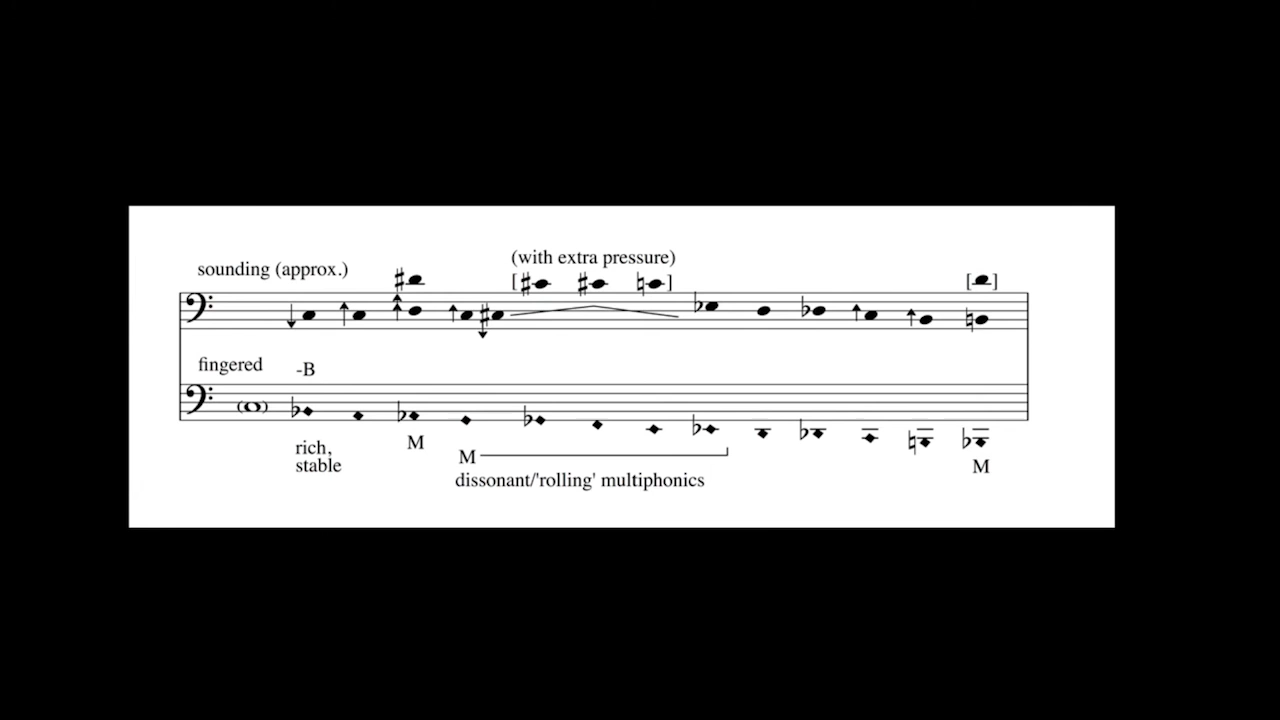 (with extra pressure)
sounding (approx.)
fingered
-B
rich,
stable
M
M
dissonant/'rolling' multiphonics
M